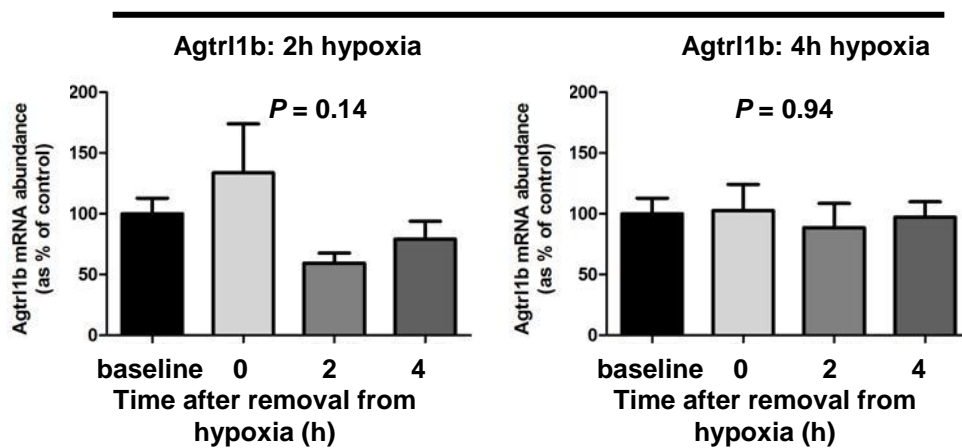 Agtrl1b: 2h hypoxia
Agtrl1b mRNA abundance
(as % of control)
200
150
100
50
0
P = 0.14
baseline 0 2 4
Time after removal from
hypoxia (h)
Agtrl1b: 4h hypoxia
Agtrl1b mRNA abundance
(as % of control)
200
150
100
50
0
P = 0.94
baseline 0 2 4
Time after removal from
hypoxia (h)